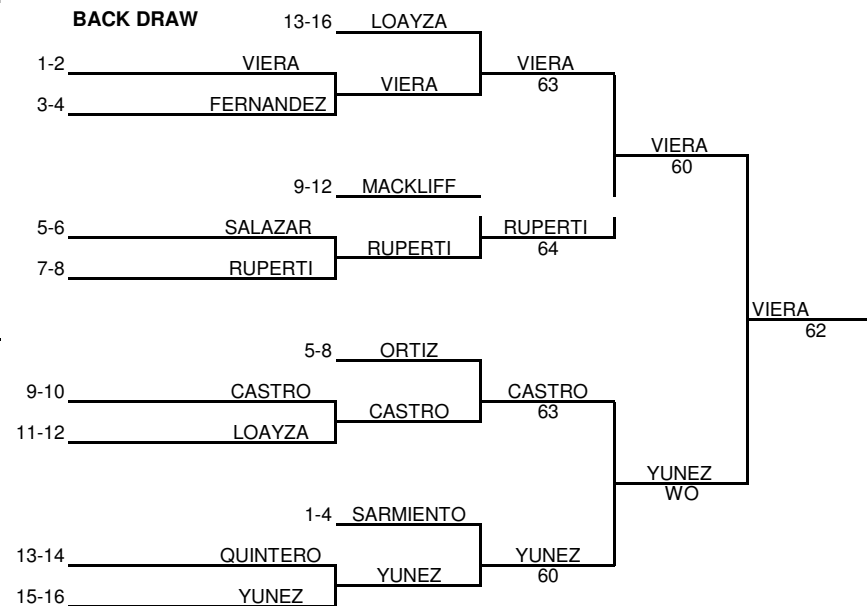 BACK DRAW
13-16 LOAYZA
1-2 VIERA VIERA
VIERA 63
3-4 FERNANDEZ
VIERA
60
9-12 MACKLIFF
5-6 SALAZAR RUPERTI
RUPERTI 64
7-8 RUPERTI
VIERA
62
5-8 ORTIZ
9-10 CASTRO CASTRO
CASTRO 63
11-12 LOAYZA
YUNEZ
WO
1-4 SARMIENTO
13-14 QUINTERO YUNEZ
YUNEZ 60
15-16 YUNEZ